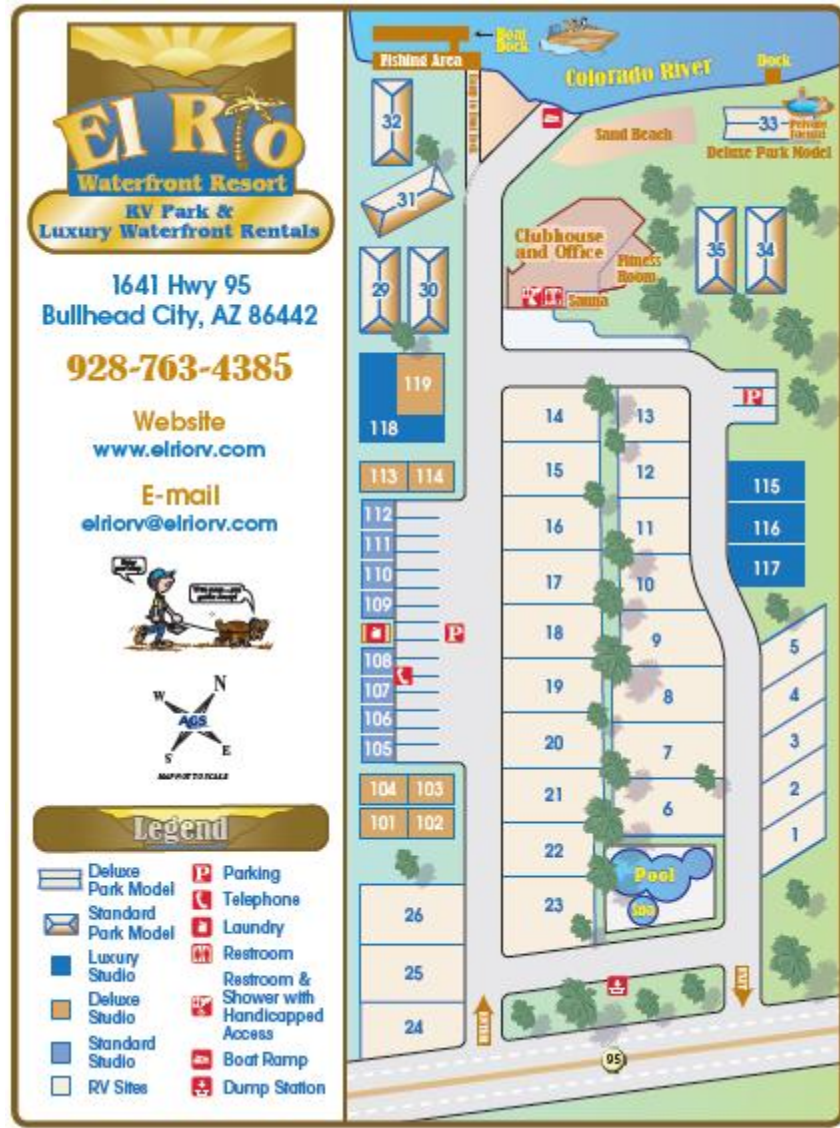 El Rio
Waterfront Resort
RV Park &
Luxury Waterfront Rentals
1641 Hwy 95
Bullhead City, AZ 86442
928-763-4385
Website
www.elriorv.com
E-mail
elriorv@elriorv.com
N
W
AGS
S
E
MAP NOT TO SCALE
Legend
Deluxe
Park Model
Standard
Park Model
Luxury
Studio
Deluxe
Studio
Standard
Studio
RV Sites
P Parking
Telephone
Laundry
Restroom
Restroom &
Shower with
Handicapped
Access
Boat Ramp
Dump Station
Boat
Dock
Fishing Area
Colorado River
Dock
Sand Beach
33
Deluxe Park Model
32
31
29
30
Clubhouse
and Office
Fitness
Room
Sauna
35
34
119
118
P
14
13
15
12
16
11
17
10
18
9
19
8
20
7
21
6
22
23
113
114
112
111
110
109
P
108
107
106
105
104
103
101
102
115
116
117
5
4
3
2
1
Pool
Spa
26
25
24
ENTER
EXIT
95